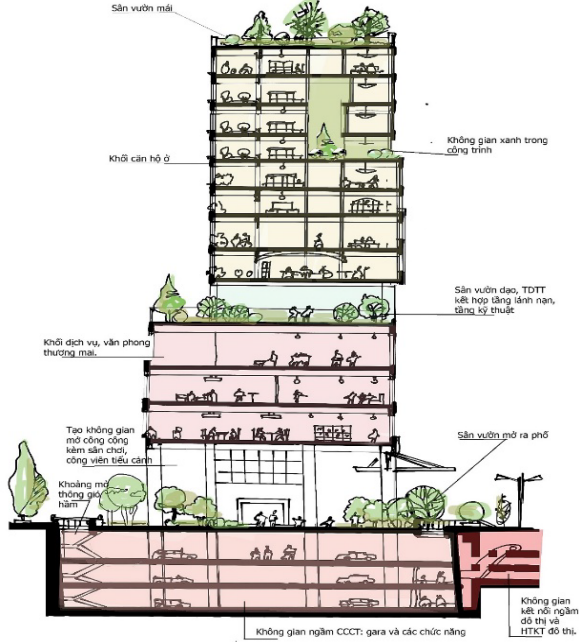 Sân vườn mái
Không gian xanh trong
công trình
Khối căn hộ ở
Sân vườn dạo, TDTT
kết hợp tầng lánh nạn,
tầng kỹ thuật
Khối dịch vụ, văn phong
thương mai.
Tạo không gian
mở công cộng
kèm sân chơi,
công viên tiểu cảnh
Sân vườn mở ra phố
Khoảng mở
thông gió
hầm
Không gian ngầm CCCT: gara và các chức năng
Không gian
kết nối ngầm
đô thị và
HTKT đô thị.